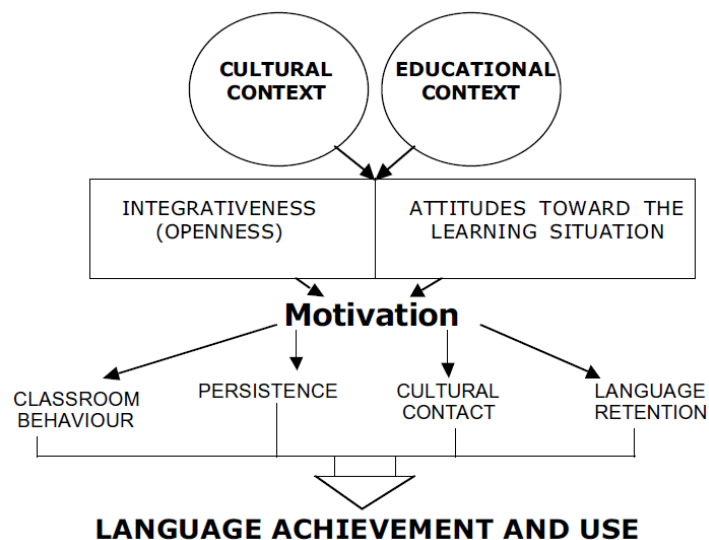 CULTURAL
CONTEXT
EDUCATIONAL
CONTEXT
INTEGRATIVENESS
(OPENNESS)
ATTITUDES TOWARD THE
LEARNING SITUATION
Motivation
CLASSROOM
BEHAVIOUR
PERSISTENCE
CULTURAL
CONTACT
LANGUAGE
RETENTION
LANGUAGE ACHIEVEMENT AND USE